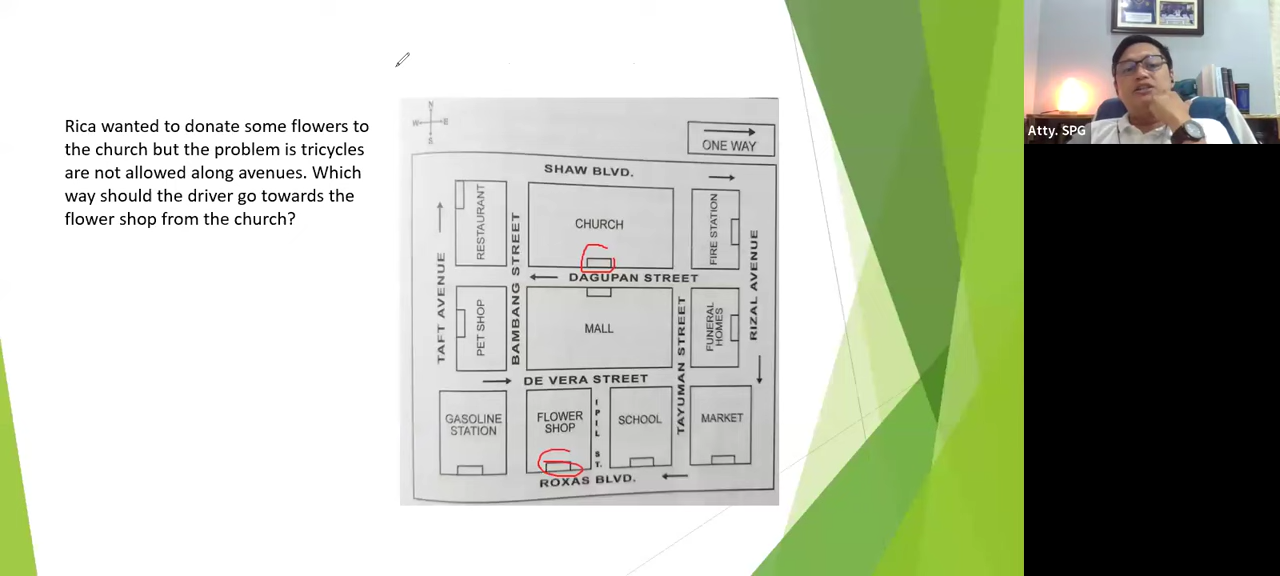 Rica wanted to donate some flowers to
the church but the problem is tricycles
are not allowed along avenues. Which
way should the driver go towards the
flower shop from the church?
N
W
E
S
ONE WAY
SHAW BLVD.
RESTAURANT
CHURCH
FIRE STATION
TAFT AVENUE
BAMBANG STREET
DAGUPAN STREET
RIZAL AVENUE
PET SHOP
MALL
TAYUMAN STREET
FUNERAL
HOMES
DE VERA STREET
GASOLINE
STATION
FLOWER
SHOP
IPIL ST.
SCHOOL
MARKET
ROXAS BLVD.
Atty. SPG